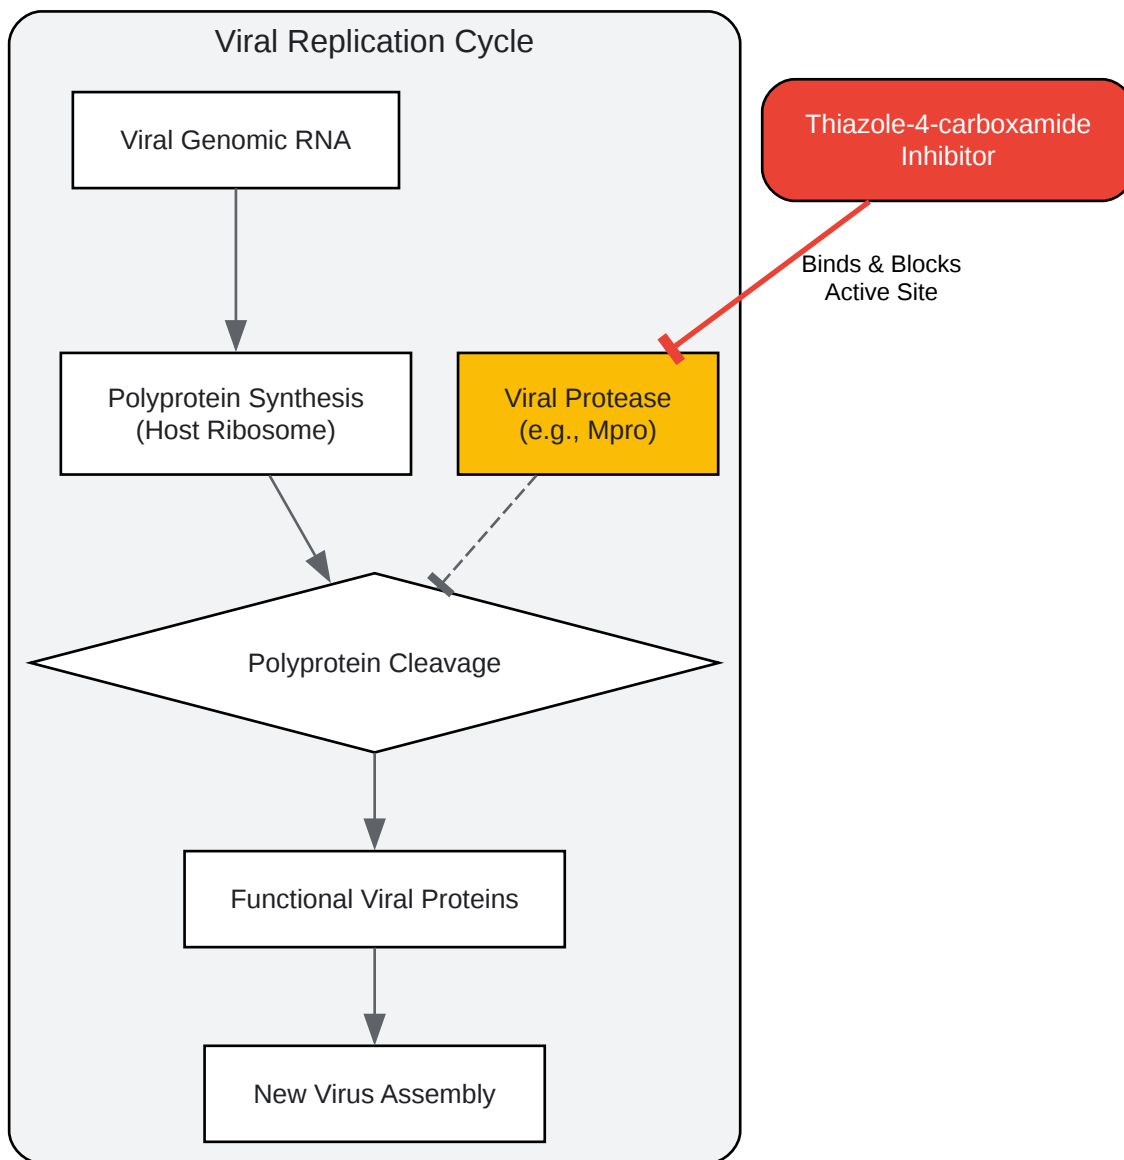 Viral Replication Cycle
Viral Genomic RNA
Thiazole-4-carboxamide
Inhibitor
Binds & Blocks
Active Site
Polyprotein Synthesis
(Host Ribosome)
Viral Protease
(e.g., Mpro)
Polyprotein Cleavage
Functional Viral Proteins
New Virus Assembly